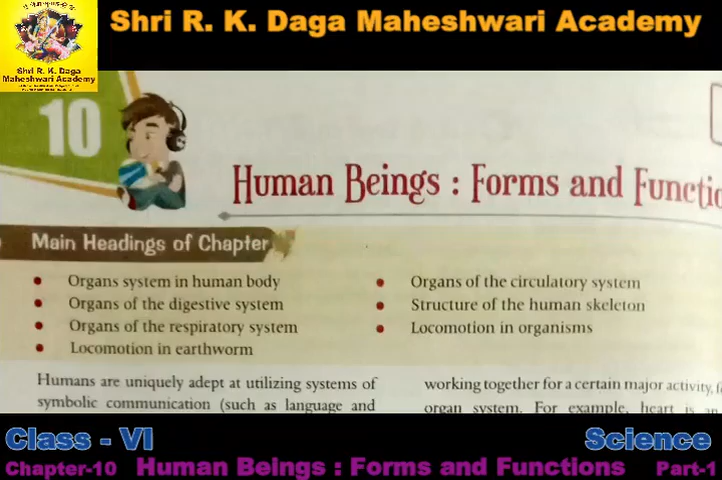 Shri R. K. Daga Maheshwari Academy
Shri R. K. Daga
Maheshwari Academy
10
Human Beings : Forms and Functio
Main Headings of Chapter
• Organs system in human body
• Organs of the digestive system
• Organs of the respiratory system
• Locomotion in earthworm
• Organs of the circulatory system
• Structure of the human skeleton
• Locomotion in organisms
Humans are uniquely adept at utilizing systems of
symbolic communication (such as language and
working together for a certain major activity,
organ system. For example, heart is an
Class - VI
Science
Chapter-10 Human Beings : Forms and Functions Part-1